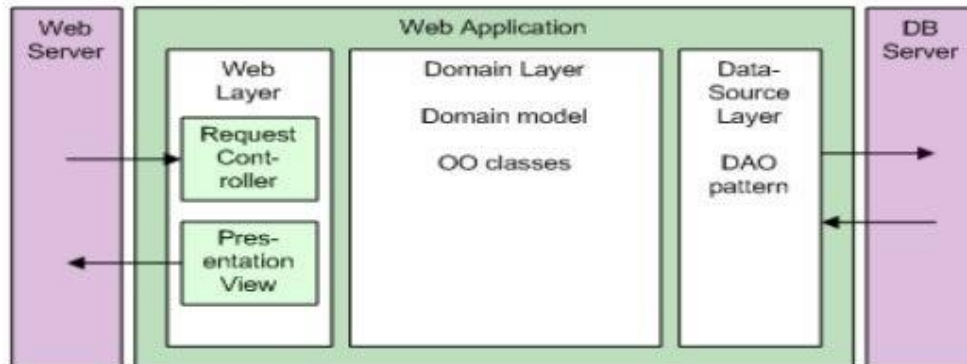 Web
Server
Web Application
Web
Layer
Request
Cont-
roller
Pres-
entation
View
Domain Layer
Domain model
OO classes
Data-
Source
Layer
DAO
pattern
DB
Server